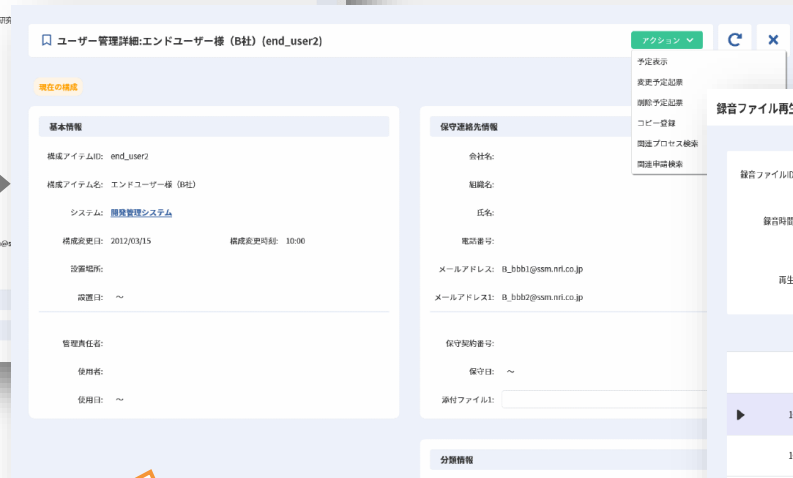 ユーザー管理詳細:エンドユーザー様（B社）(end_user2)
アクション
予定表示
変更予定起票
削除予定起票
コピー登録
関連プロセス検索
関連申請検索
現在の構成
基本情報
構成アイテムID: end_user2
構成アイテム名: エンドユーザー様（B社）
システム: 開発管理システム
構成変更日: 2012/03/15 構成変更時刻: 10:00
設置場所:
設置日: ～
管理責任者:
使用者:
使用日: ～
保守連絡先情報
会社名:
組織名:
氏名:
電話番号:
メールアドレス: B_bbb1@ssm.nri.co.jp
メールアドレス1: B_bbb2@ssm.nri.co.jp
保守契約番号:
保守日: ～
添付ファイル1:
分類情報
録音ファイル再生
録音ファイルID
録音時間
再生